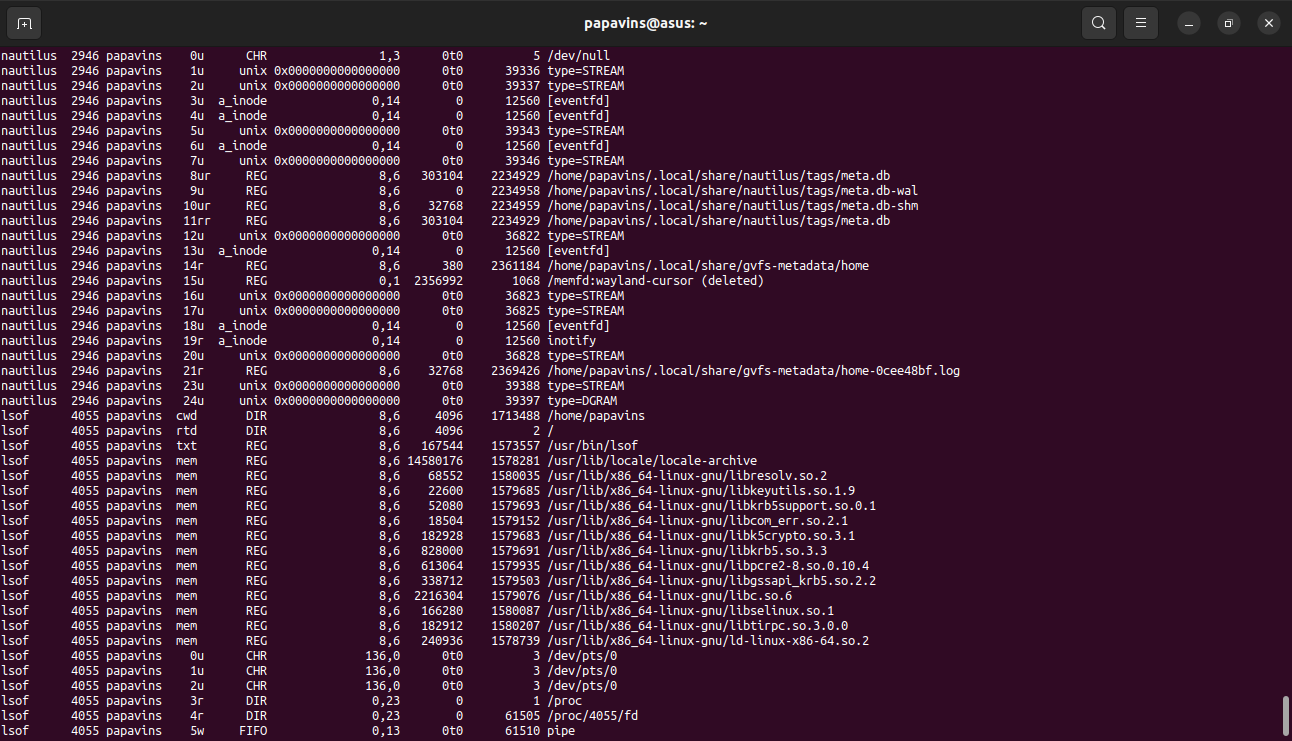 papavins@asus: ~
nautilus 2946 papavins 0u CHR 1,3 0t0 5 /dev/null
nautilus 2946 papavins 1u unix 0x0000000000000000 0t0 39336 type=STREAM
nautilus 2946 papavins 2u unix 0x0000000000000000 0t0 39337 type=STREAM
nautilus 2946 papavins 3u a_inode 0,14 0 12560 [eventfd]
nautilus 2946 papavins 4u a_inode 0,14 0 12560 [eventfd]
nautilus 2946 papavins 5u unix 0x0000000000000000 0t0 39343 type=STREAM
nautilus 2946 papavins 6u a_inode 0,14 0 12560 [eventfd]
nautilus 2946 papavins 7u unix 0x0000000000000000 0t0 39346 type=STREAM
nautilus 2946 papavins 8ur REG 8,6 303104 2234929 /home/papavins/.local/share/nautilus/tags/meta.db
nautilus 2946 papavins 9u REG 8,6 0 2234958 /home/papavins/.local/share/nautilus/tags/meta.db-wal
nautilus 2946 papavins 10ur REG 8,6 32768 2234959 /home/papavins/.local/share/nautilus/tags/meta.db-shm
nautilus 2946 papavins 11rr REG 8,6 303104 2234929 /home/papavins/.local/share/nautilus/tags/meta.db
nautilus 2946 papavins 12u unix 0x0000000000000000 0t0 36822 type=STREAM
nautilus 2946 papavins 13u a_inode 0,14 0 12560 [eventfd]
nautilus 2946 papavins 14r REG 8,6 380 2361184 /home/papavins/.local/share/gvfs-metadata/home
nautilus 2946 papavins 15u REG 0,1 2356992 1068 /memfd:wayland-cursor (deleted)
nautilus 2946 papavins 16u unix 0x0000000000000000 0t0 36823 type=STREAM
nautilus 2946 papavins 17u unix 0x0000000000000000 0t0 36825 type=STREAM
nautilus 2946 papavins 18u a_inode 0,14 0 12560 [eventfd]
nautilus 2946 papavins 19r a_inode 0,14 0 12560 inotify
nautilus 2946 papavins 20u unix 0x0000000000000000 0t0 36828 type=STREAM
nautilus 2946 papavins 21r REG 8,6 32768 2369426 /home/papavins/.local/share/gvfs-metadata/home-0cee48bf.log
nautilus 2946 papavins 23u unix 0x0000000000000000 0t0 39388 type=STREAM
nautilus 2946 papavins 24u unix 0x0000000000000000 0t0 39397 type=DGRAM
lsof 4055 papavins cwd DIR 8,6 4096 1713488 /home/papavins
lsof 4055 papavins rtd DIR 8,6 4096 2 /
lsof 4055 papavins txt REG 8,6 167544 1573557 /usr/bin/lsof
lsof 4055 papavins mem REG 8,6 14580176 1578281 /usr/lib/locale/locale-archive
lsof 4055 papavins mem REG 8,6 68552 1580035 /usr/lib/x86_64-linux-gnu/libresolv.so.2
lsof 4055 papavins mem REG 8,6 22600 1579685 /usr/lib/x86_64-linux-gnu/libkeyutils.so.1.9
lsof 4055 papavins mem REG 8,6 52080 1579693 /usr/lib/x86_64-linux-gnu/libkrb5support.so.0.1
lsof 4055 papavins mem REG 8,6 18504 1579152 /usr/lib/x86_64-linux-gnu/libcom_err.so.2.1
lsof 4055 papavins mem REG 8,6 182928 1579683 /usr/lib/x86_64-linux-gnu/libk5crypto.so.3.1
lsof 4055 papavins mem REG 8,6 828000 1579691 /usr/lib/x86_64-linux-gnu/libkrb5.so.3.3
lsof 4055 papavins mem REG 8,6 613064 1579935 /usr/lib/x86_64-linux-gnu/libpcre2-8.so.0.10.4
lsof 4055 papavins mem REG 8,6 338712 1579503 /usr/lib/x86_64-linux-gnu/libgssapi_krb5.so.2.2
lsof 4055 papavins mem REG 8,6 2216304 1579076 /usr/lib/x86_64-linux-gnu/libc.so.6
lsof 4055 papavins mem REG 8,6 166280 1580087 /usr/lib/x86_64-linux-gnu/libselinux.so.1
lsof 4055 papavins mem REG 8,6 182912 1580207 /usr/lib/x86_64-linux-gnu/libtirpc.so.3.0.0
lsof 4055 papavins mem REG 8,6 240936 1578739 /usr/lib/x86_64-linux-gnu/ld-linux-x86-64.so.2
lsof 4055 papavins 0u CHR 136,0 0t0 3 /dev/pts/0
lsof 4055 papavins 1u CHR 136,0 0t0 3 /dev/pts/0
lsof 4055 papavins 2u CHR 136,0 0t0 3 /dev/pts/0
lsof 4055 papavins 3r DIR 0,23 0 1 /proc
lsof 4055 papavins 4r DIR 0,23 0 61505 /proc/4055/fd
lsof 4055 papavins 5w FIFO 0,13 0t0 61510 pipe